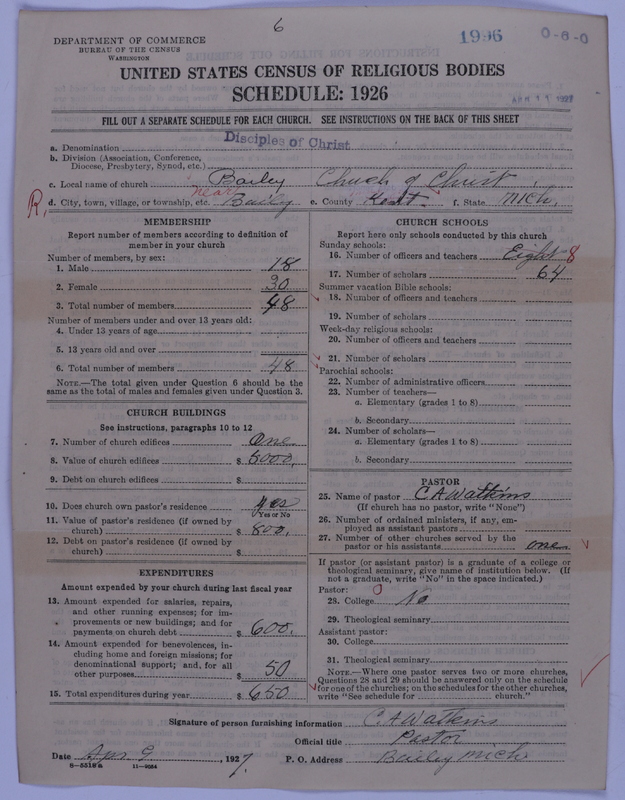 6
1996
0-8-0
DEPARTMENT OF COMMERCE
BUREAU OF THE CENSUS
WASHINGTON
UNITED STATES CENSUS OF RELIGIOUS BODIES
SCHEDULE: 1926
APR 11 1927
FILL OUT A SEPARATE SCHEDULE FOR EACH CHURCH. SEE INSTRUCTIONS ON THE BACK OF THIS SHEET
a. Denomination Disciples of Christ
b. Division (Association, Conference,
Diocese, Presbytery, Synod, etc.)
c. Local name of church Bailey Church of Christ
R, d. City, town, village, or township, etc. near Baily e. County Kent. f. State Mich,
MEMBERSHIP
Report number of members according to definition of
member in your church
Number of members, by sex:
1. Male 18
2. Female 30
3. Total number of members 48
Number of members under and over 13 years old:
4. Under 13 years of age
5. 13 years old and over
6. Total number of members 48
NOTE.—The total given under Question 6 should be
same as the total of males and females given under Question 3.
CHURCH BUILDINGS
See instructions, paragraphs 10 to 12
7. Number of church edifices One
8. Value of church edifices $ 5000,
9. Debt on church edifices $
10. Does church own pastor's residence yes
Yes or No
11. Value of pastor's residence (if owned by
church) $ 800,
12. Debt on pastor's residence (if owned by
church) $
EXPENDITURES
Amount expended by your church during last fiscal year
13. Amount expended for salaries, repairs,
and other running expenses; for im-
provements or new buildings; and for
payments on church debt $ 600.
14. Amount expended for benevolences, in-
cluding home and foreign missions; for
denominational support; and, for all
other purposes $ 50
15. Total expenditures during year $ 650
CHURCH SCHOOLS
Report here only schools conducted by this church
Sunday schools:
16. Number of officers and teachers Eight 8
17. Number of scholars 64
Summer vacation Bible schools:
18. Number of officers and teachers
19. Number of scholars
Week-day religious schools:
20. Number of officers and teachers
21. Number of scholars
Parochial schools:
22. Number of administrative officers
23. Number of teachers—
a. Elementary (grades 1 to 8)
b. Secondary
24. Number of scholars—
a. Elementary (grades 1 to 8)
b. Secondary
PASTOR
25. Name of pastor C A Watkins
(If church has no pastor, write "None")
26. Number of ordained ministers, if any, em-
ployed as assistant pastors
27. Number of other churches served by the
pastor or his assistants one
If pastor (or assistant pastor) is a graduate of a college or
theological seminary, give name of institution below. (If
not a graduate, write "No" in the space indicated.)
Pastor: 0
28. College No
29. Theological seminary
Assistant pastor:
30. College
31. Theological seminary
NOTE.—Where one pastor serves two or more churches,
Questions 28 and 29 should be answered only on the schedule
for one of the churches; on the schedules for the other churches,
write "See schedule for church."
Signature of person furnishing information C. A Watkins
Official title Pastor
Date Apr 9, 1927. P. O. Address Bailey Mich
8-5518a 11-9634